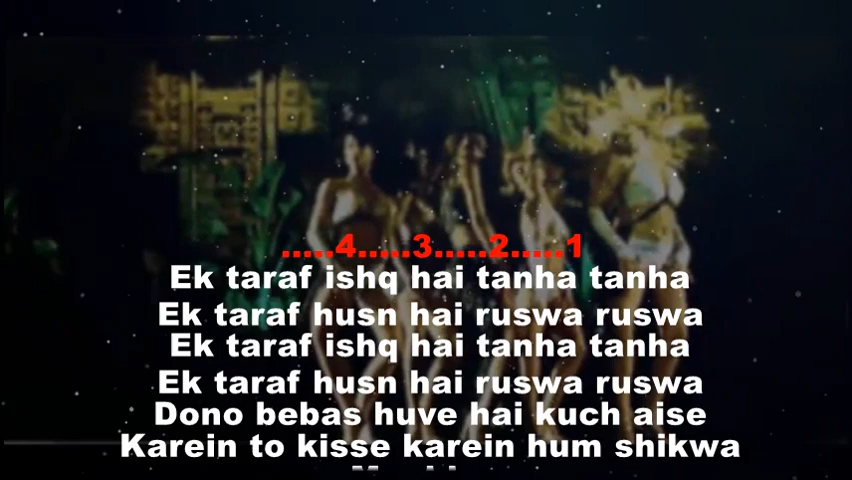 .....4.....3.....2.....1
Ek taraf ishq hai tanha tanha
Ek taraf husn hai ruswa ruswa
Ek taraf ishq hai tanha tanha
Ek taraf husn hai ruswa ruswa
Dono bebas huve hai kuch aise
Karein to kisse karein hum shikwa